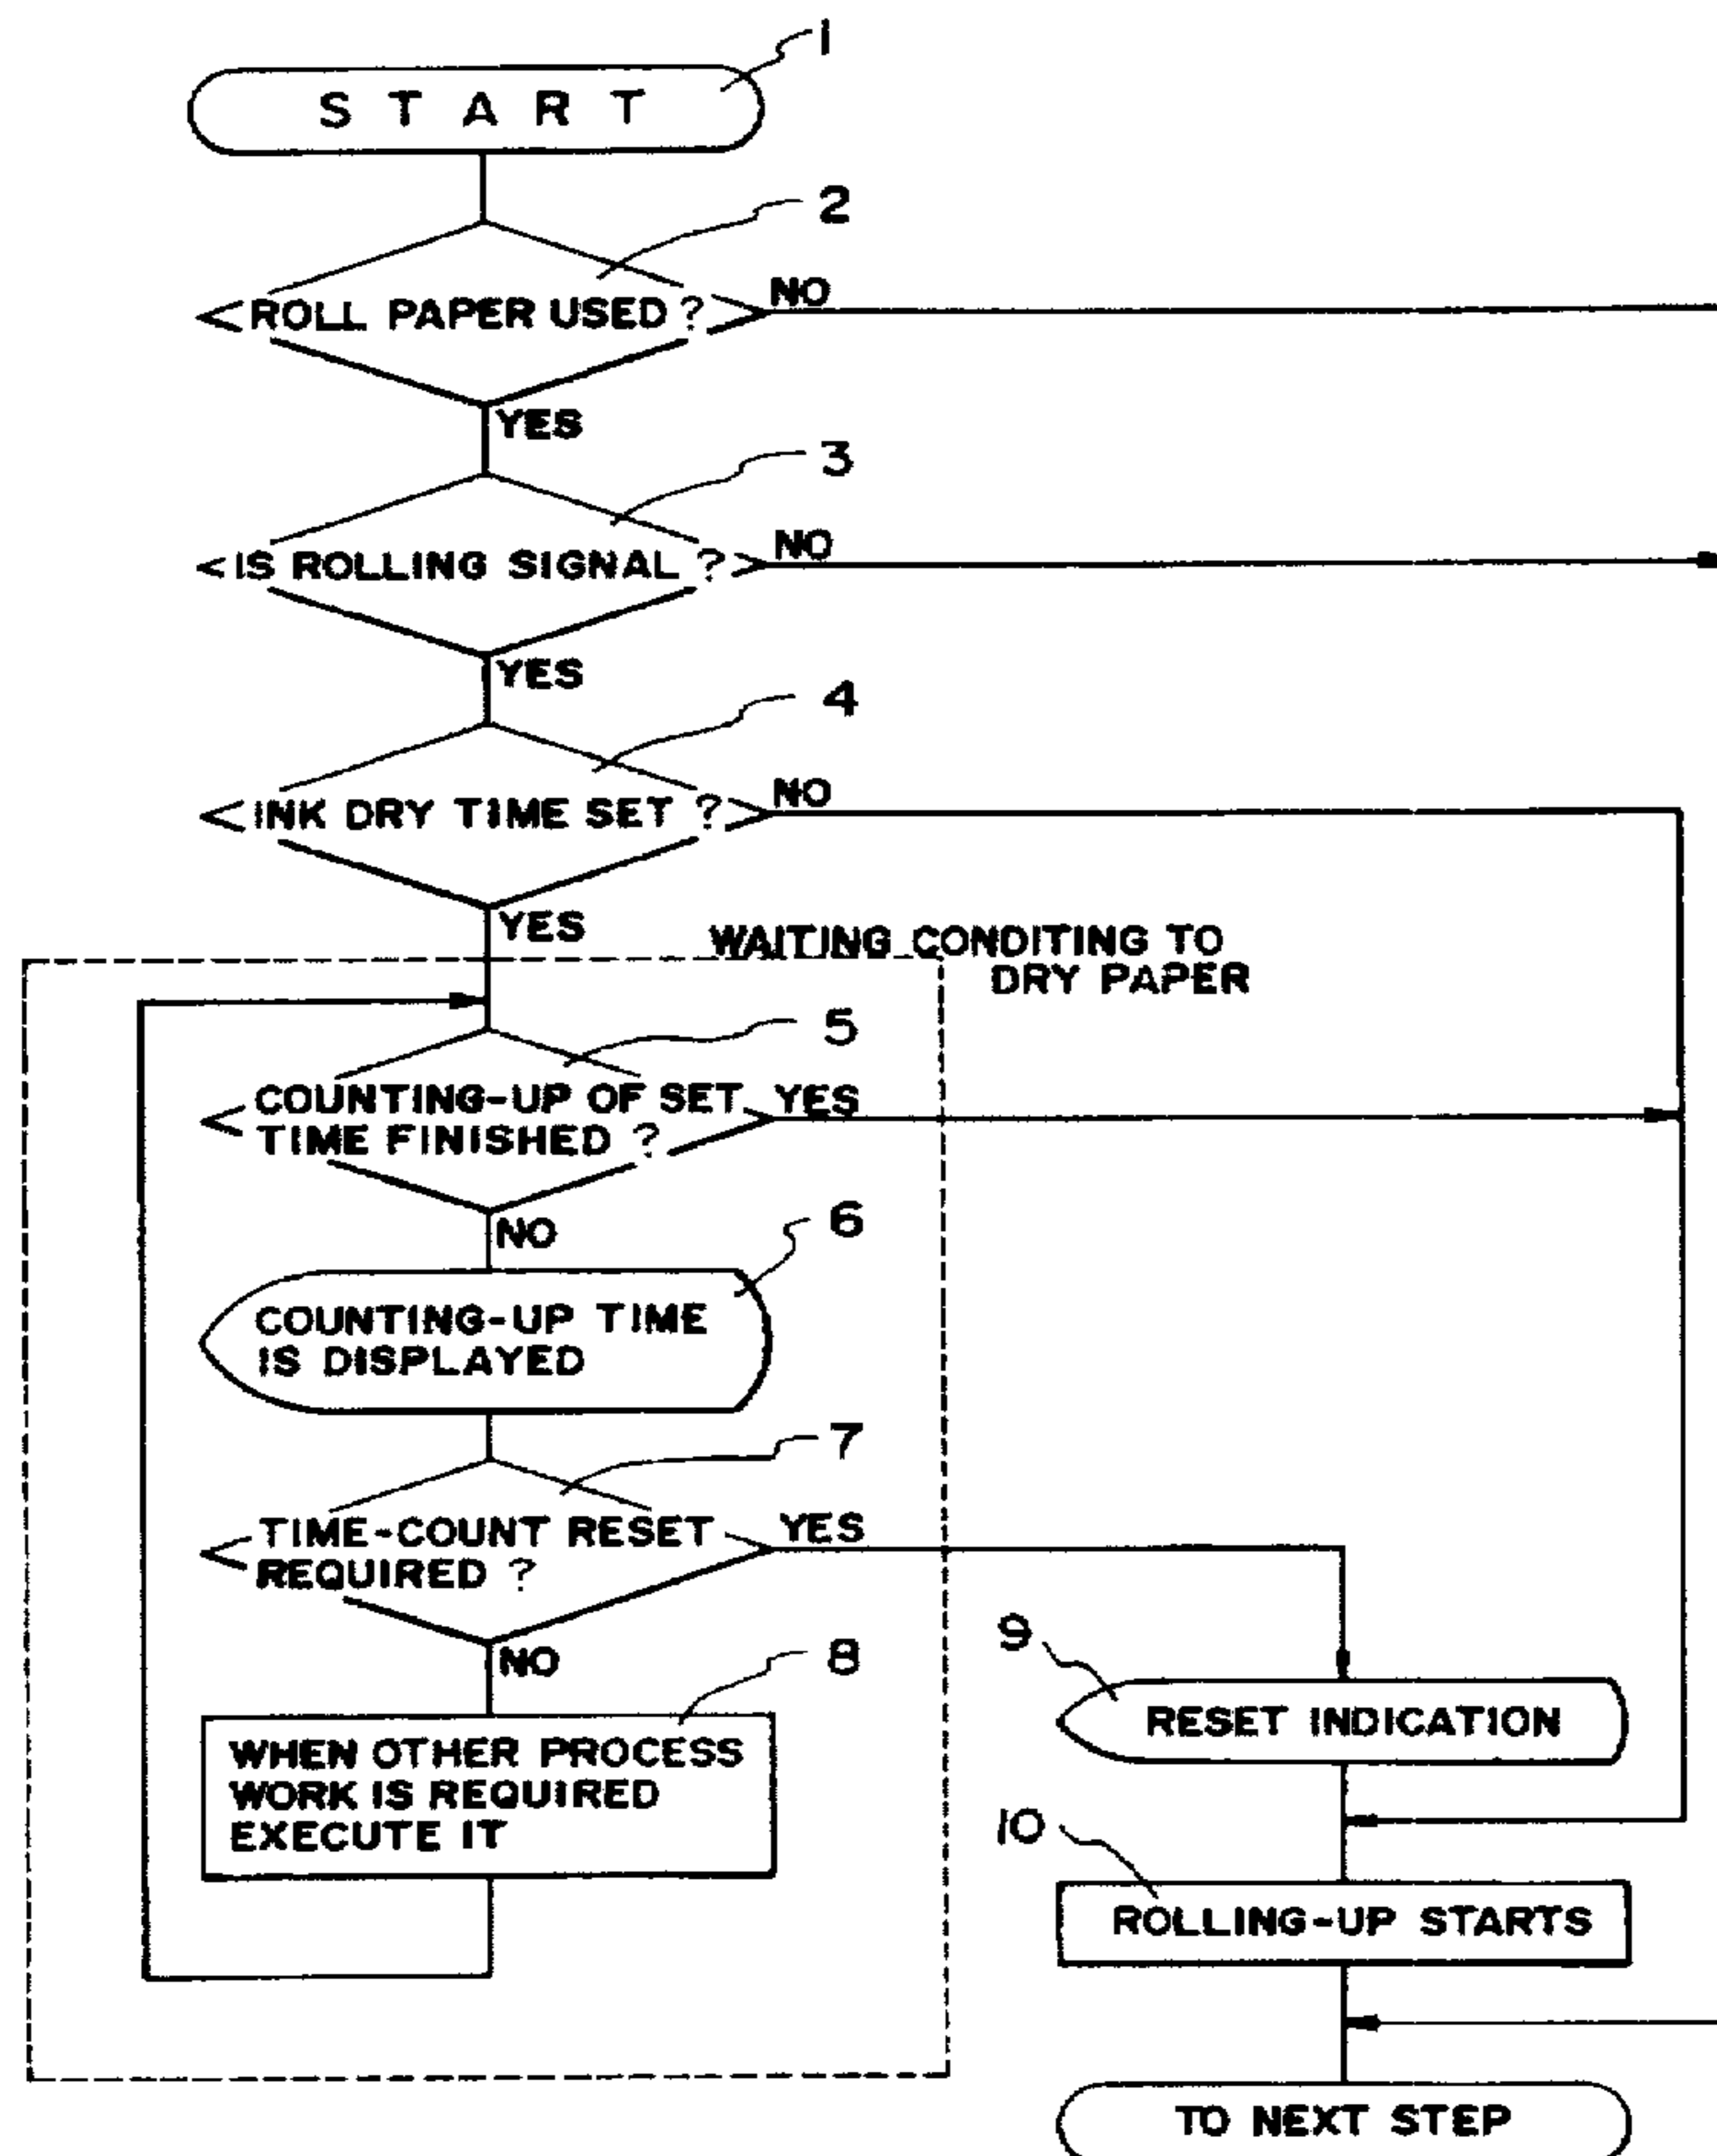 1
S T A R T
2
ROLL PAPER USED ?
NO
YES
3
IS ROLLING SIGNAL ?
NO
YES
4
INK DRY TIME SET ?
NO
YES
WAITING CONDITING TO
DRY PAPER
5
COUNTING-UP OF SET
TIME FINISHED ?
YES
NO
6
COUNTING-UP TIME
IS DISPLAYED
7
TIME-COUNT RESET
REQUIRED ?
YES
NO
8
WHEN OTHER PROCESS
WORK IS REQUIRED
EXECUTE IT
9
RESET INDICATION
10
ROLLING-UP STARTS
TO NEXT STEP